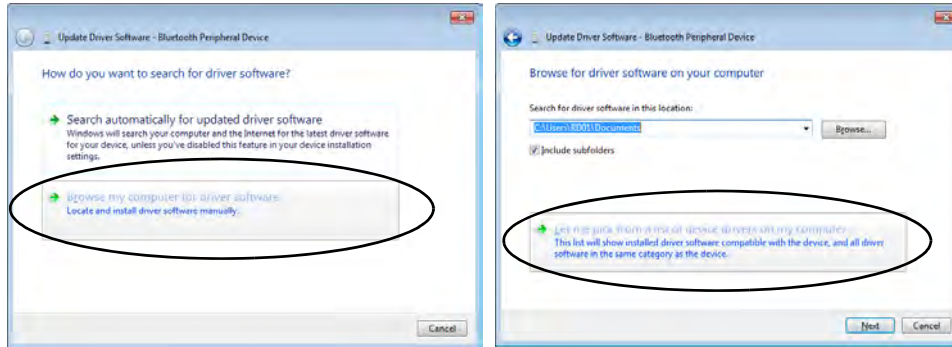 Update Driver Software - Bluetooth Peripheral Device
How do you want to search for driver software?
Search automatically for updated driver software
Windows will search your computer and the Internet for the latest driver software
for your device, unless you've disabled this feature in your device installation
settings.
Browse my computer for driver software
Locate and install driver software manually.
Cancel
Update Driver Software - Bluetooth Peripheral Device
Browse for driver software on your computer
Search for driver software in this location:
C:\Users\RD01\Documents
Browse...
Include subfolders
Let me pick from a list of device drivers on my computer
This list will show installed driver software compatible with the device, and all driver
software in the same category as the device.
Next Cancel